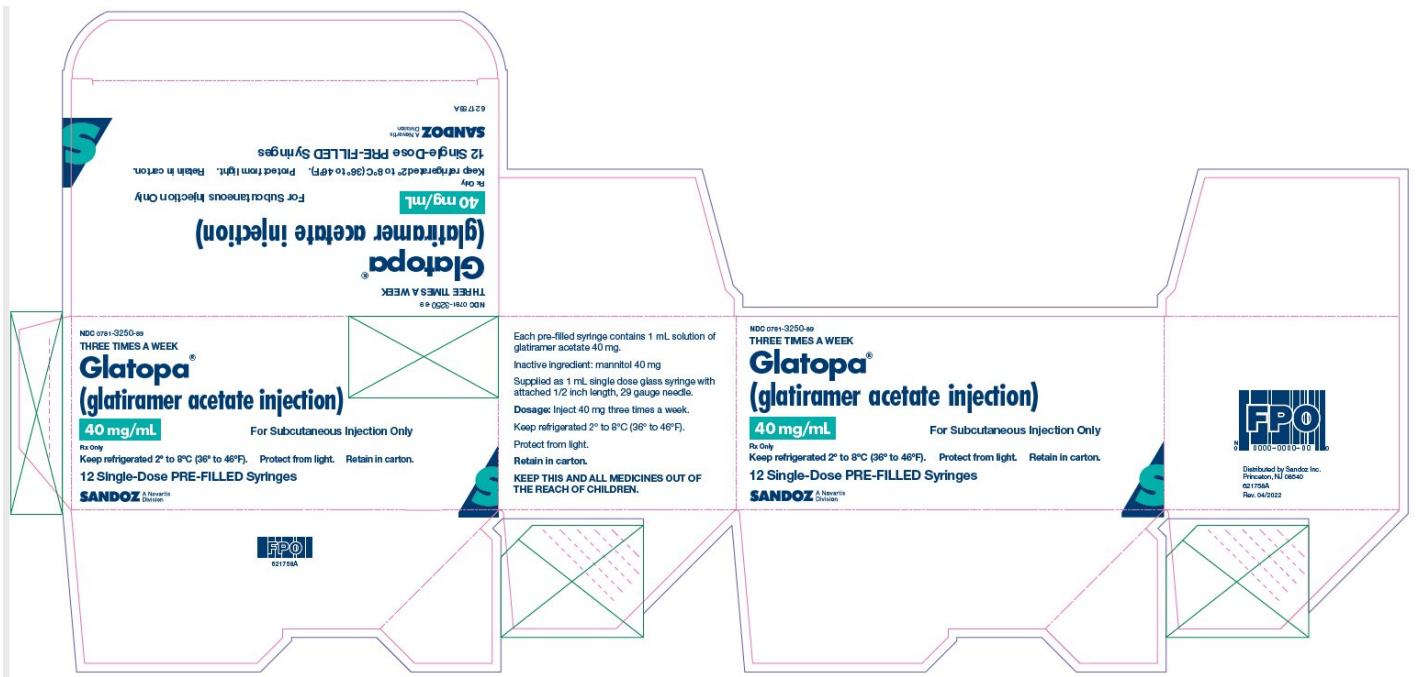 621758A
SANDOZ A Novartis
Division
12 Single-Dose PRE-FILLED Syringes
Keep refrigerated 2° to 8°C (36° to 46°F). Protect from light. Retain in carton.
Rx Only
40 mg/mL For Subcutaneous Injection Only
(glatiramer acetate injection)
Glatopa®
THREE TIMES A WEEK
NDC 0781-3250-89
NDC 0781-3250-89
THREE TIMES A WEEK
Glatopa®
(glatiramer acetate injection)
40 mg/mL For Subcutaneous Injection Only
Rx Only
Keep refrigerated 2° to 8°C (36° to 46°F). Protect from light. Retain in carton.
12 Single-Dose PRE-FILLED Syringes
SANDOZ A Novartis
Division
S
FPO
621758A
Each pre-filled syringe contains 1 mL solution of
glatiramer acetate 40 mg.
Inactive ingredient: mannitol 40 mg
Supplied as 1 mL single dose glass syringe with
attached 1/2 inch length, 29 gauge needle.
Dosage: Inject 40 mg three times a week.
Keep refrigerated 2° to 8°C (36° to 46°F).
Protect from light.
Retain in carton.
KEEP THIS AND ALL MEDICINES OUT OF
THE REACH OF CHILDREN.
NDC 0781-3250-89
THREE TIMES A WEEK
Glatopa®
(glatiramer acetate injection)
40 mg/mL For Subcutaneous Injection Only
Rx Only
Keep refrigerated 2° to 8°C (36° to 46°F). Protect from light. Retain in carton.
12 Single-Dose PRE-FILLED Syringes
SANDOZ A Novartis
Division
S
FPO
N
0 0000-0000-00 0
Distributed by Sandoz Inc.
Princeton, NJ 08540
621758A
Rev. 04/2022